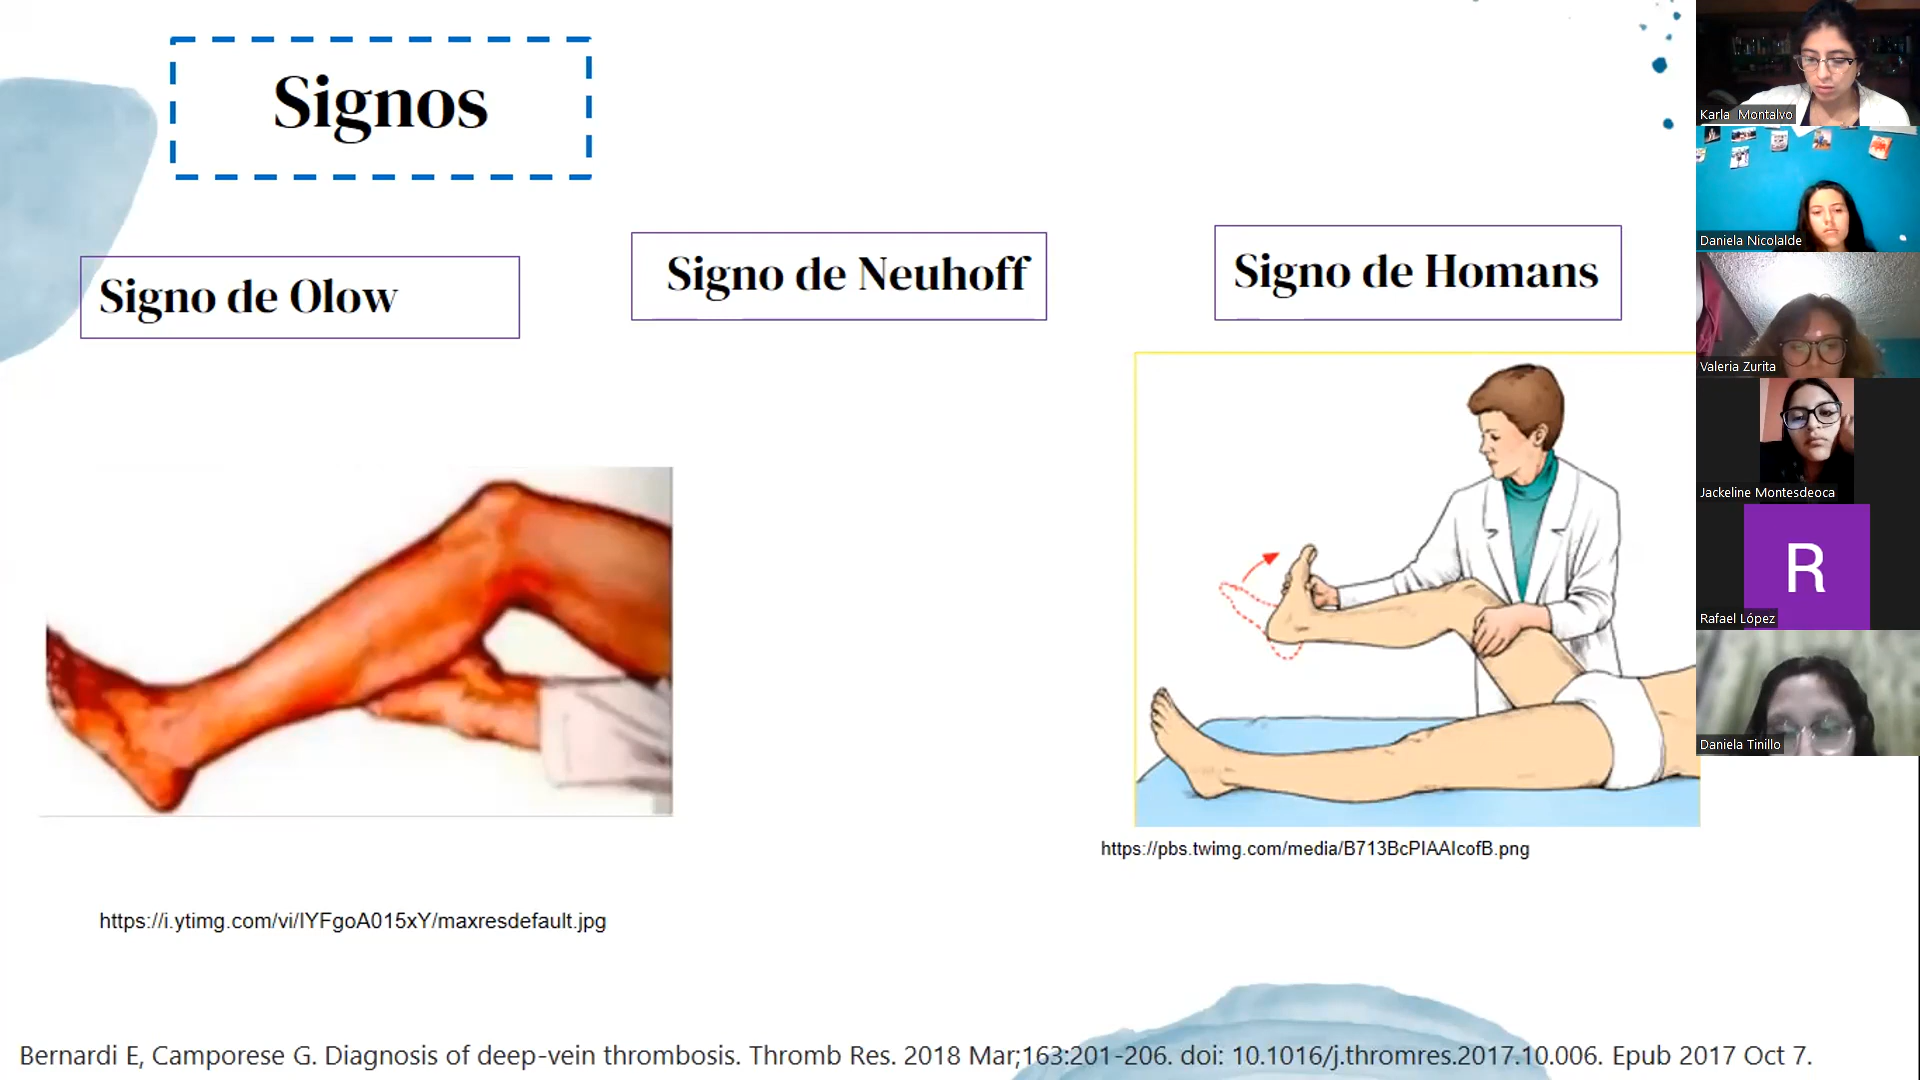 Signos
Signo de Olow
Signo de Neuhoff
Signo de Homans
https://pbs.twimg.com/media/B713BcPIAAIcofB.png
https://i.ytimg.com/vi/IYFgoA015xY/maxresdefault.jpg
Bernardi E, Camporese G. Diagnosis of deep-vein thrombosis. Thromb Res. 2018 Mar;163:201-206. doi: 10.1016/j.thromres.2017.10.006. Epub 2017 Oct 7.
Karla Montalvo
Daniela Nicolalde
Valeria Zurita
Jackeline Montesdeoca
R
Rafael López
Daniela Tinillo